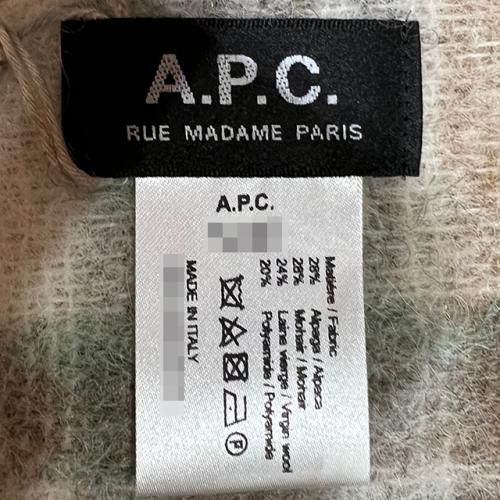 A.P.C.
RUE MADAME PARIS
A.P.C.
Matière / Fabric
28% Alpaga / Alpaca
28% Mohair / Mohair
24% Laine vierge / Virgin wool
20% Polyamide / Polyamide
P
MADE IN ITALY